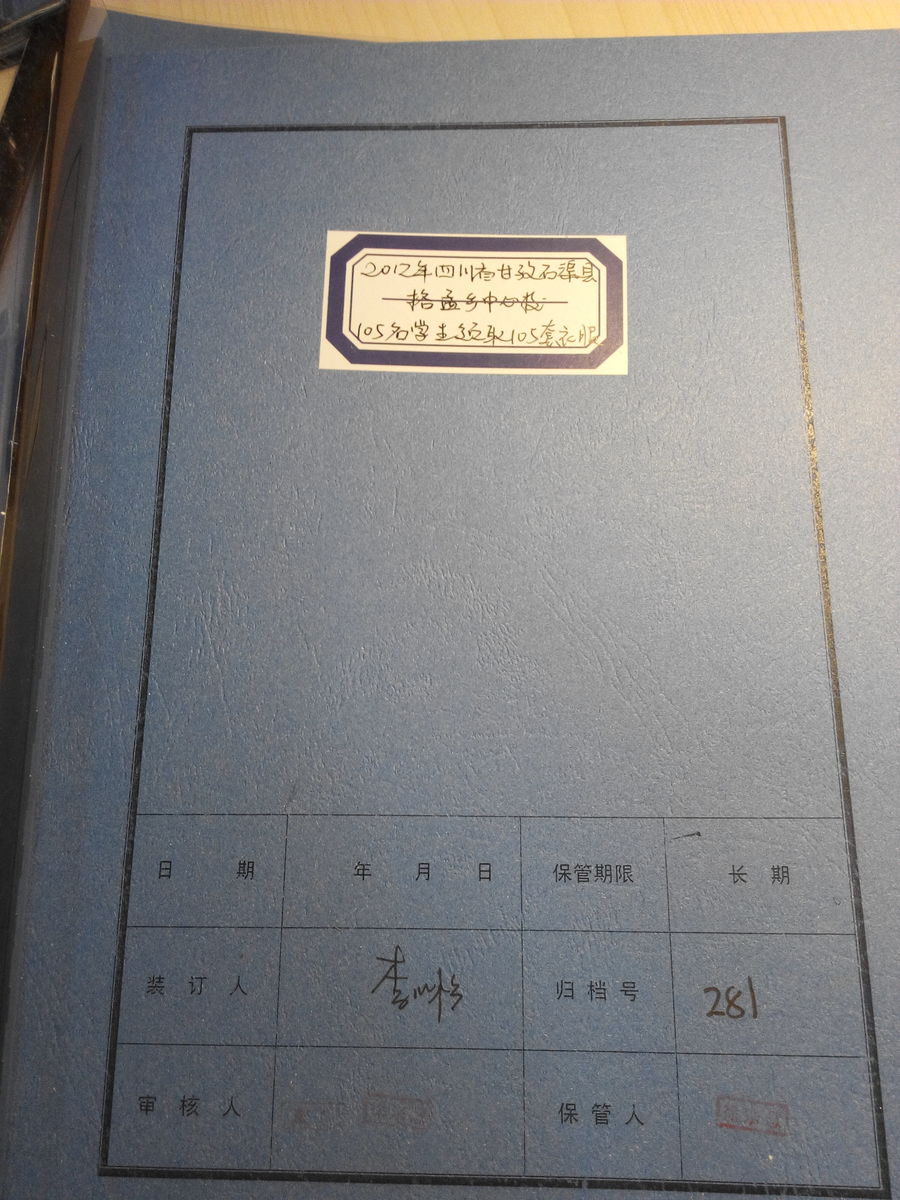 2012年四川省甘孜石渠县
格孟乡中心校
105名学生领取105套衣服
日 期 年 月 日 保管期限 长 期
装 订 人 归 档 号 281
审 核 人 保 管 人